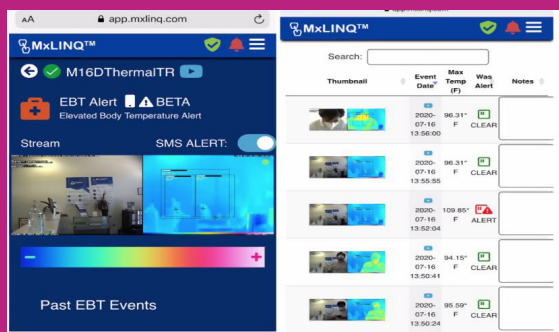 AA
app.mxlinq.com
MxLINQ™
M16DThermalTR
EBT Alert BETA
Elevated Body Temperature Alert
Stream
SMS ALERT:
Past EBT Events
MxLINQ™
Search:
Thumbnail
Event Date
Max Temp (F)
Was Alert
Notes
2020-07-16 13:56:00
96.31° F
CLEAR
2020-07-16 13:55:55
96.31° F
CLEAR
2020-07-16 13:52:04
109.85° F
ALERT
2020-07-16 13:50:41
94.15° F
CLEAR
2020-07-16 13:50:24
95.59° F
CLEAR